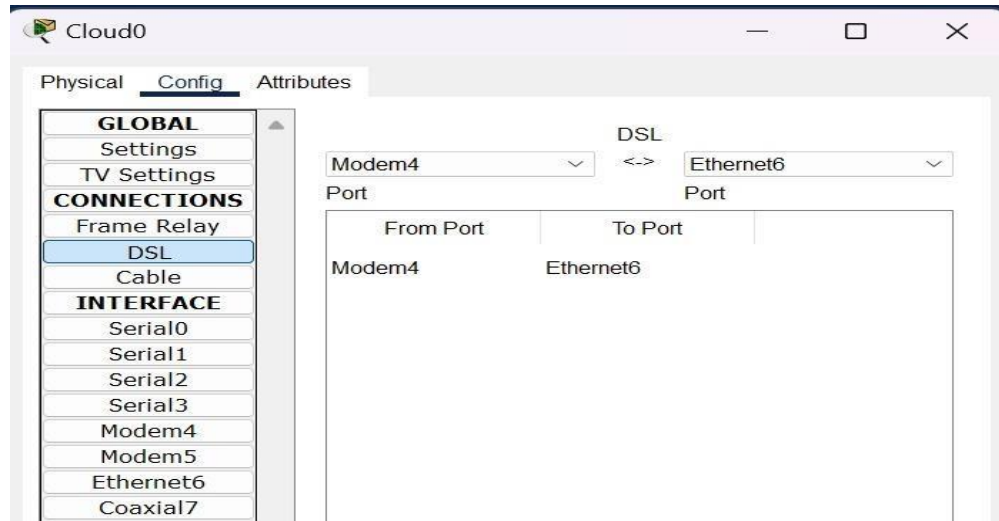 Cloud0
Physical Config Attributes
GLOBAL
Settings
TV Settings
CONNECTIONS
Frame Relay
DSL
Cable
INTERFACE
Serial0
Serial1
Serial2
Serial3
Modem4
Modem5
Ethernet6
Coaxial7
DSL
Modem4 <-> Ethernet6
Port Port
From Port To Port
Modem4 Ethernet6